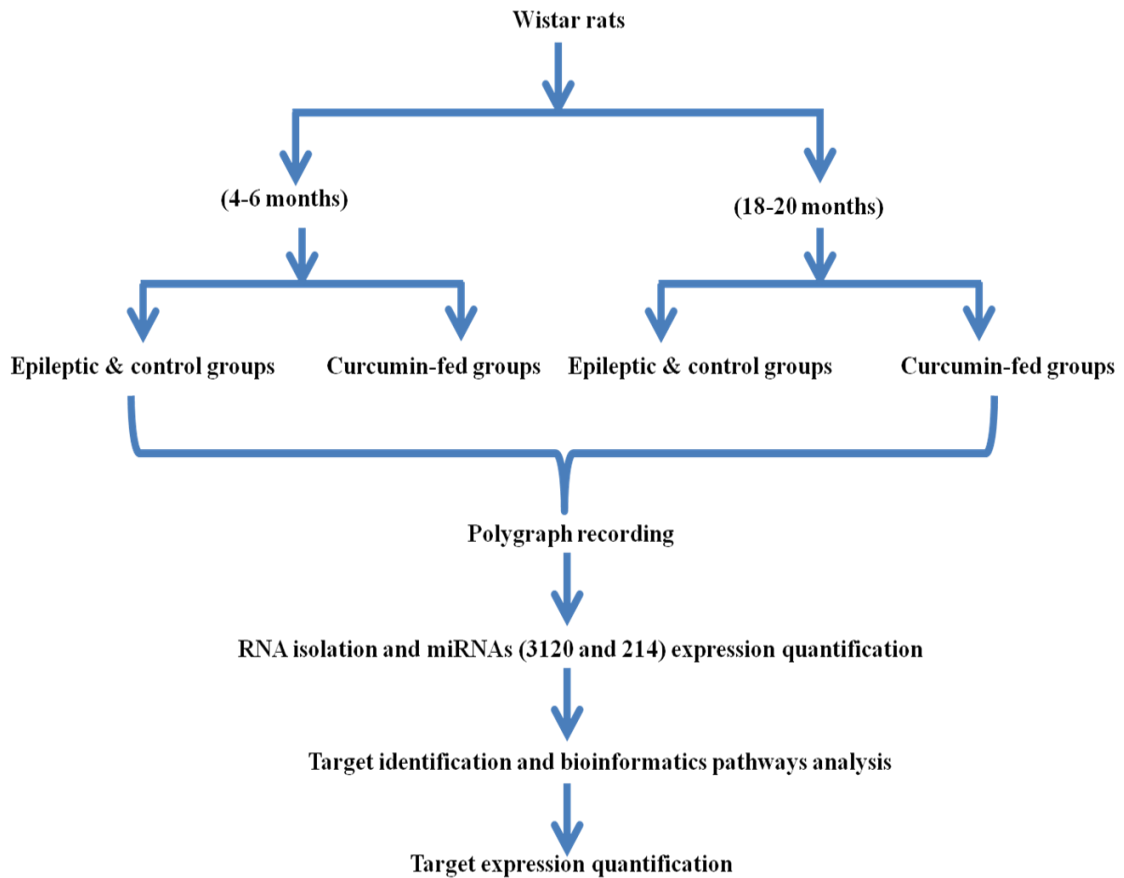 Wistar rats
(4-6 months)
(18-20 months)
Epileptic & control groups
Curcumin-fed groups
Epileptic & control groups
Curcumin-fed groups
Polygraph recording
RNA isolation and miRNAs (3120 and 214) expression quantification
Target identification and bioinformatics pathways analysis
Target expression quantification